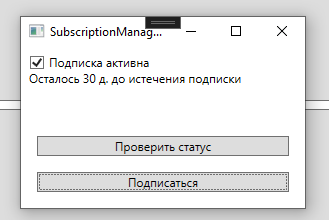 SubscriptionManag...
Подписка активна
Осталось 30 д. до истечения подписки
Проверить статус
Подписаться